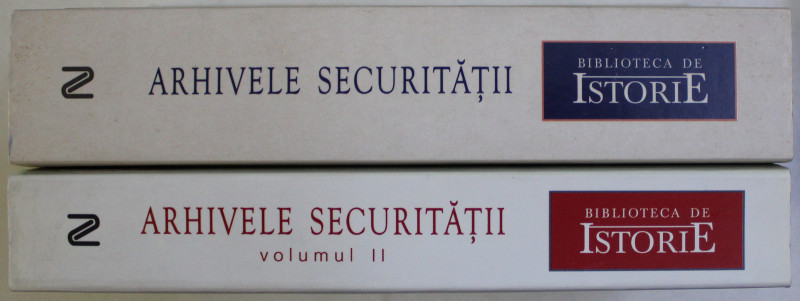 ARHIVELE SECURITĂȚII
BIBLIOTECA DE
ISTORIE
ARHIVELE SECURITĂȚII
volumul II
BIBLIOTECA DE
ISTORIE